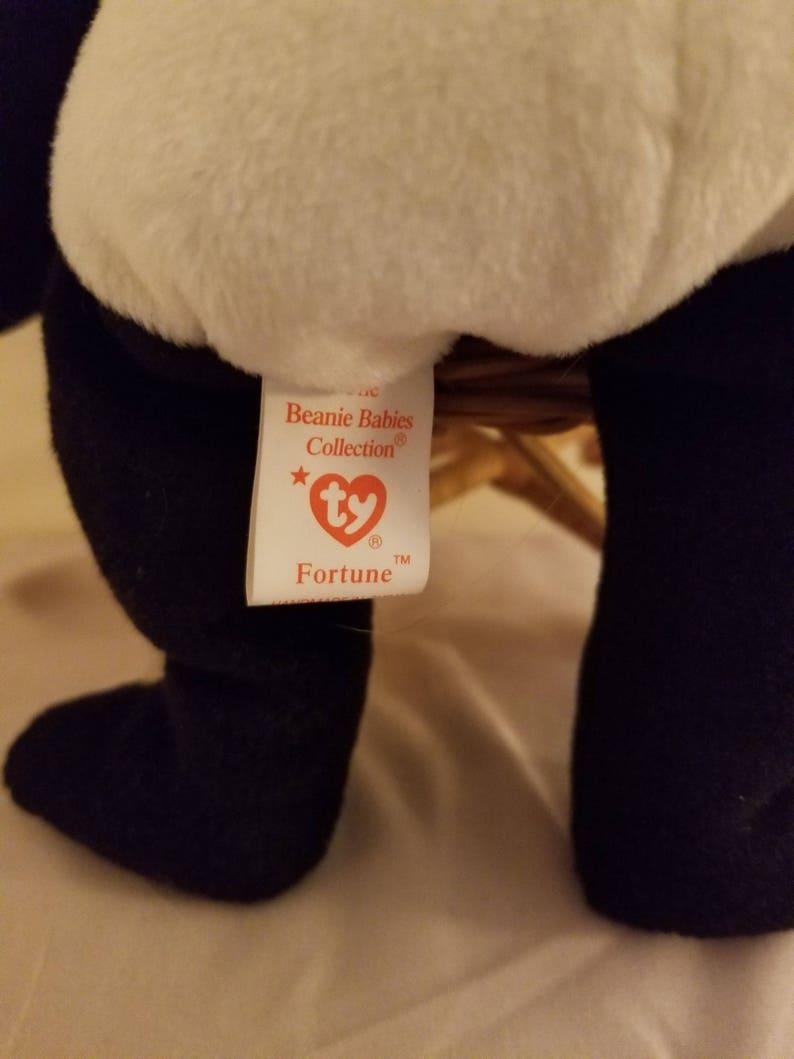 Beanie Babies
Collection®
ty
®
Fortune™